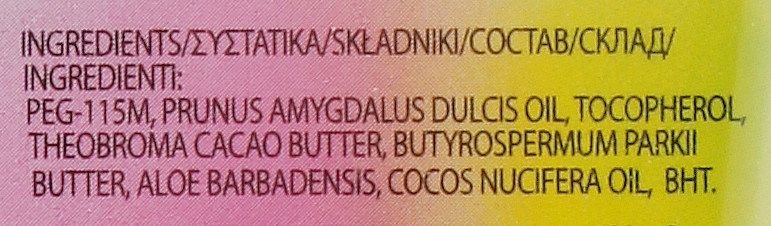 INGREDIENTS/ΣΥΣΤΑΤΙΚΑ/SKŁADNIKI/СОСТАВ/СКЛАД/
INGREDIENTI:
PEG-115M, PRUNUS AMYGDALUS DULCIS OIL, TOCOPHEROL,
THEOBROMA CACAO BUTTER, BUTYROSPERMUM PARKII
BUTTER, ALOE BARBADENSIS, COCOS NUCIFERA OIL, BHT.